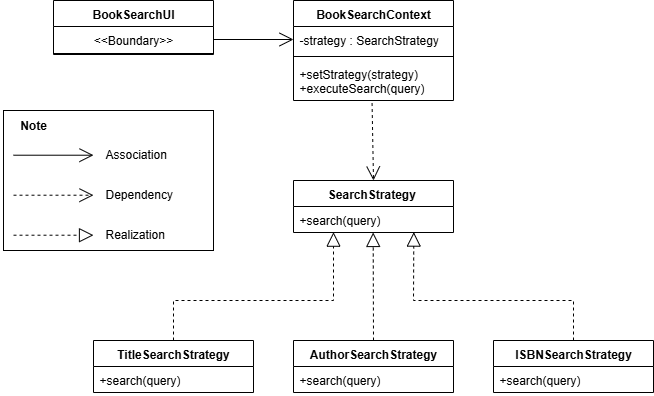 BookSearchUI
<<Boundary>>
BookSearchContext
-strategy : SearchStrategy
+setStrategy(strategy)
+executeSearch(query)
Note
Association
Dependency
Realization
SearchStrategy
+search(query)
TitleSearchStrategy
+search(query)
AuthorSearchStrategy
+search(query)
ISBNSearchStrategy
+search(query)